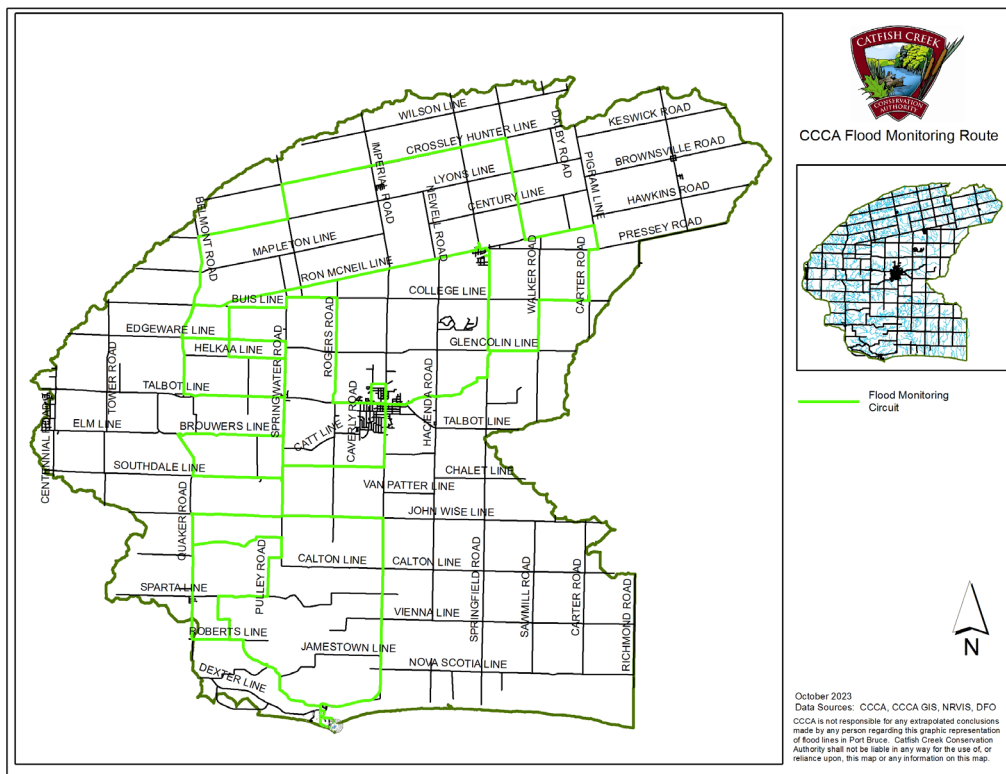 CATFISH CREEK
CONSERVATION
AUTHORITY
CCCA Flood Monitoring Route
WILSON LINE
KESWICK ROAD
DALBY ROAD
CROSSLEY HUNTER LINE
BROWNSVILLE ROAD
IMPERIAL ROAD
LYONS LINE
PIGRAM LINE
NEWELL ROAD
CENTURY LINE
HAWKINS ROAD
BELMONT ROAD
PRESSEY ROAD
MAPLETON LINE
RON MCNEIL LINE
WALKER ROAD
CARTER ROAD
COLLEGE LINE
BUIS LINE
EDGEWARE LINE
ROGERS ROAD
GLENCOLIN LINE
HELKAA LINE
TOWER ROAD
SPRINGWATER ROAD
TALBOT LINE
HACIENDA ROAD
CENTENNIAL ROAD
ELM LINE
BROUWERS LINE
CAVERLY ROAD
CATT LINE
TALBOT LINE
SOUTHDALE LINE
CHALET LINE
VAN PATTER LINE
QUAKER ROAD
JOHN WISE LINE
PULLEY ROAD
CALTON LINE
CALTON LINE
SPRINGFIELD ROAD
SAWMILL ROAD
CARTER ROAD
RICHMOND ROAD
SPARTA LINE
VIENNA LINE
ROBERTS LINE
JAMESTOWN LINE
NOVA SCOTIA LINE
DEXTER LINE
Flood Monitoring
Circuit
N
October 2023
Data Sources: CCCA, CCCA GIS, NRVIS, DFO
CCCA is not responsible for any extrapolated conclusions
made by any person regarding this graphic representation
of flood lines in Port Bruce. Catfish Creek Conservation
Authority shall not be liable in any way for the use of, or
reliance upon, this map or any information on this map.